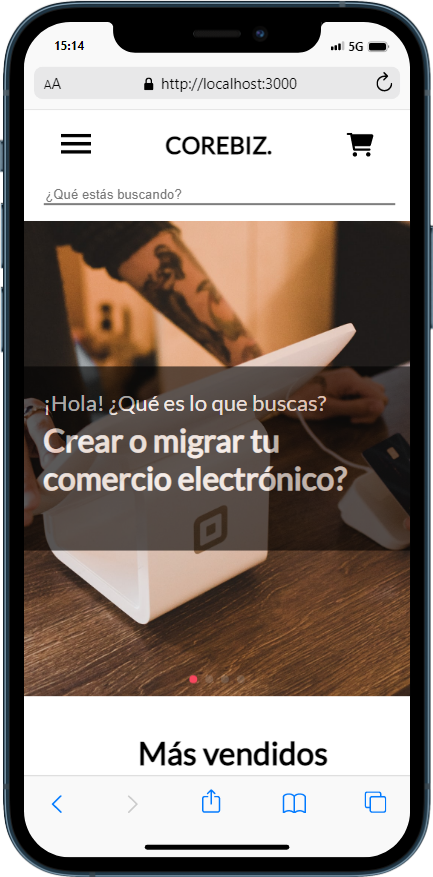 15:14
5G
AA
http://localhost:3000
COREBIZ.
¿Qué estás buscando?
¡Hola! ¿Qué es lo que buscas?
Crear o migrar tu
comercio electrónico?
Más vendidos